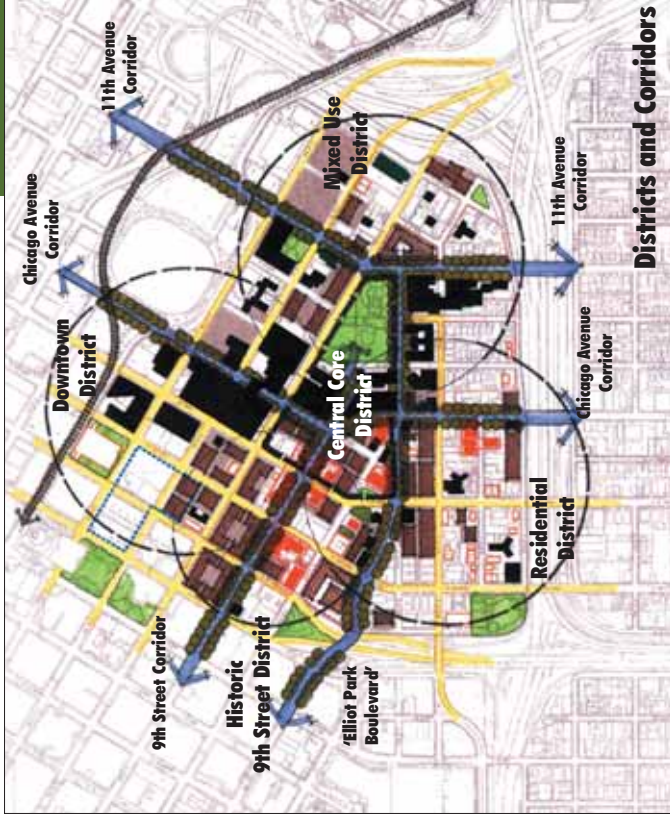 11th Avenue
Corridor
Chicago Avenue
Corridor
Downtown
District
Mixed Use
District
Central Core
District
9th Street Corridor
Historic
9th Street District
'Elliot Park
Boulevard'
Residential
District
Chicago Avenue
Corridor
11th Avenue
Corridor
Districts and Corridors